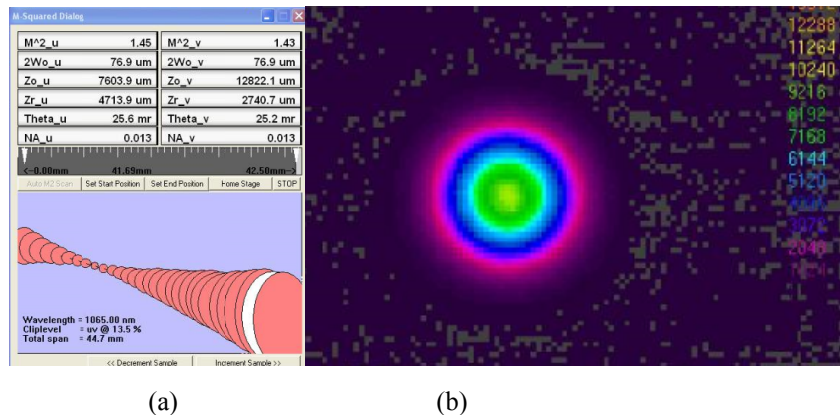 M-Squared Dialog
M^2_u 1.45 M^2_v 1.43
2Wo_u 76.9 um 2Wo_v 76.9 um
Zo_u 7603.9 um Zo_v 12822.1 um
Zr_u 4713.9 um Zr_v 2740.7 um
Theta_u 25.6 mr Theta_v 25.2 mr
NA_u 0.013 NA_v 0.013
<--0.00mm 41.69mm 42.50mm-->
Auto M2 Scan Set Start Position Set End Position Home Stage STOP
Wavelength = 1065.00 nm
Cliplevel = uv @ 13.5 %
Total span = 44.7 mm
<< Decrement Sample Increment Sample >>
12288
11264
10240
9216
8192
7168
6144
5120
3072
2048
1024
(a) (b)